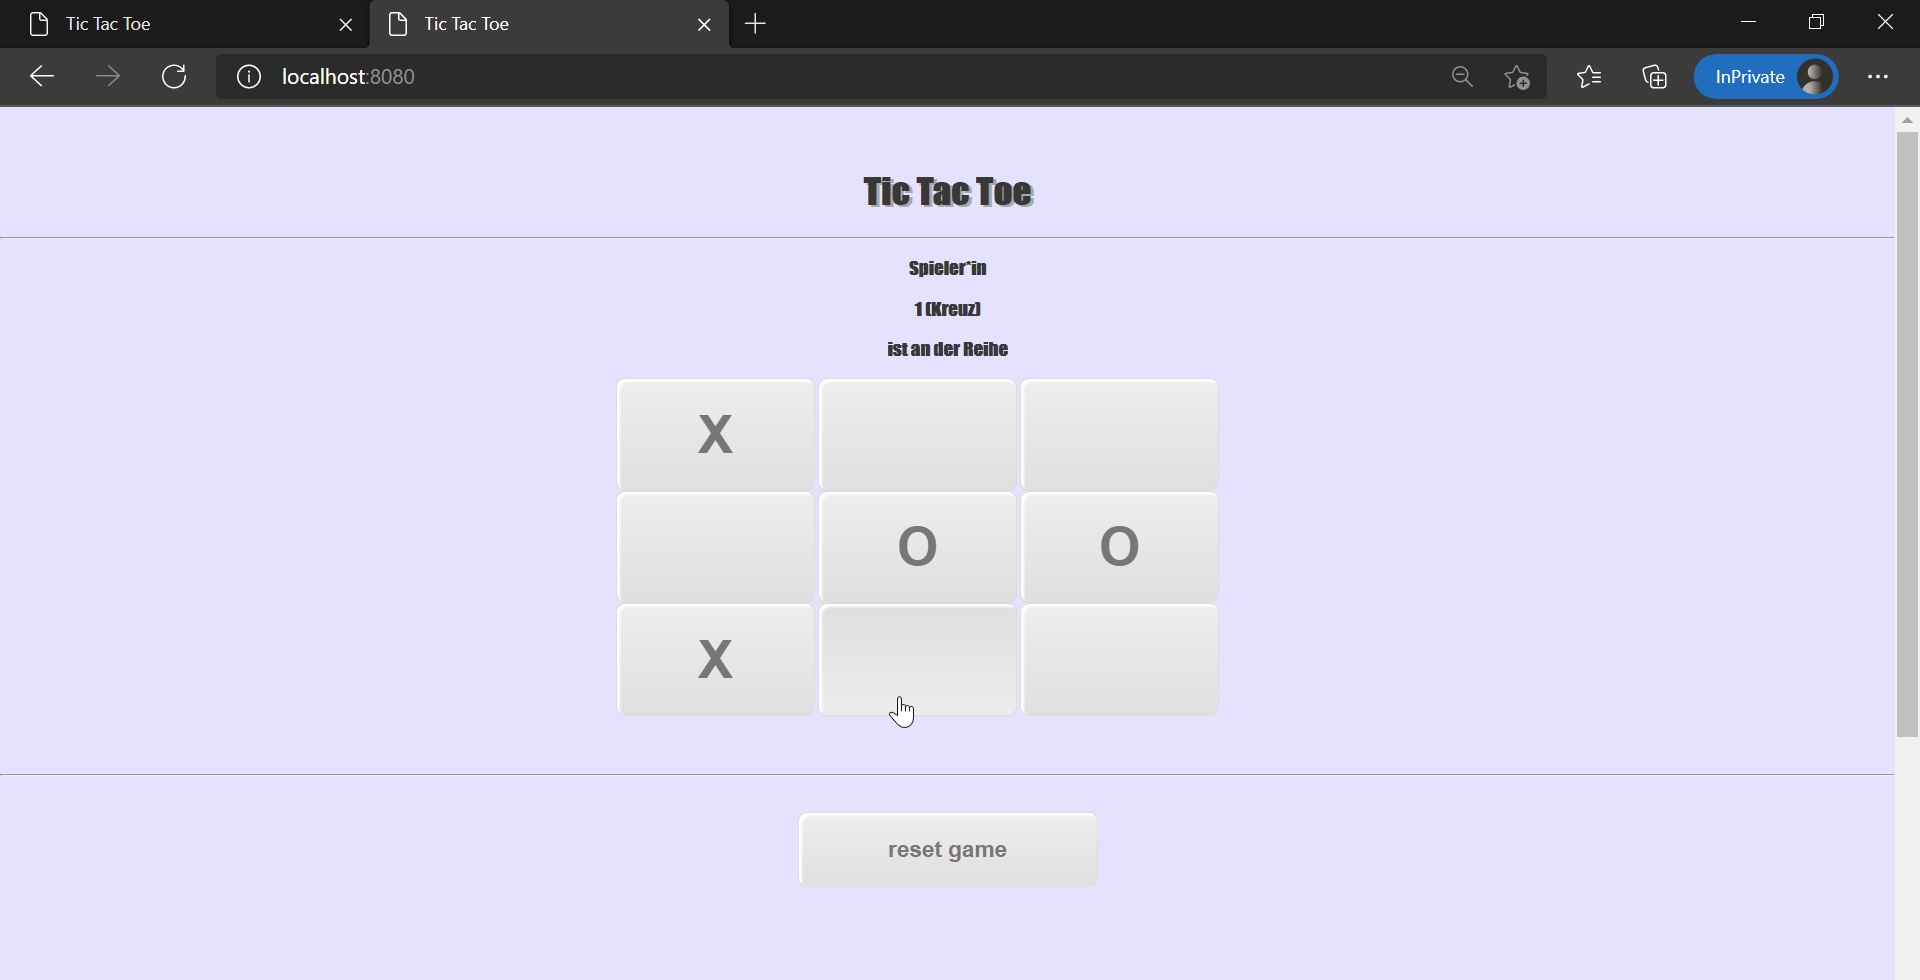 Tic Tac Toe
Tic Tac Toe
localhost:8080
InPrivate
Tic Tac Toe
Spieler*in
1 (Kreuz)
ist an der Reihe
X
O O
X
reset game